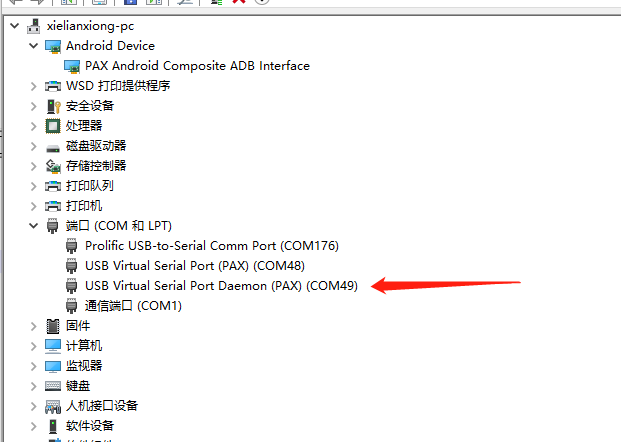 xielianxiong-pc
Android Device
PAX Android Composite ADB Interface
WSD 打印提供程序
安全设备
处理器
磁盘驱动器
存储控制器
打印队列
打印机
端口 (COM 和 LPT)
Prolific USB-to-Serial Comm Port (COM176)
USB Virtual Serial Port (PAX) (COM48)
USB Virtual Serial Port Daemon (PAX) (COM49)
通信端口 (COM1)
固件
计算机
监视器
键盘
人机接口设备
软件设备